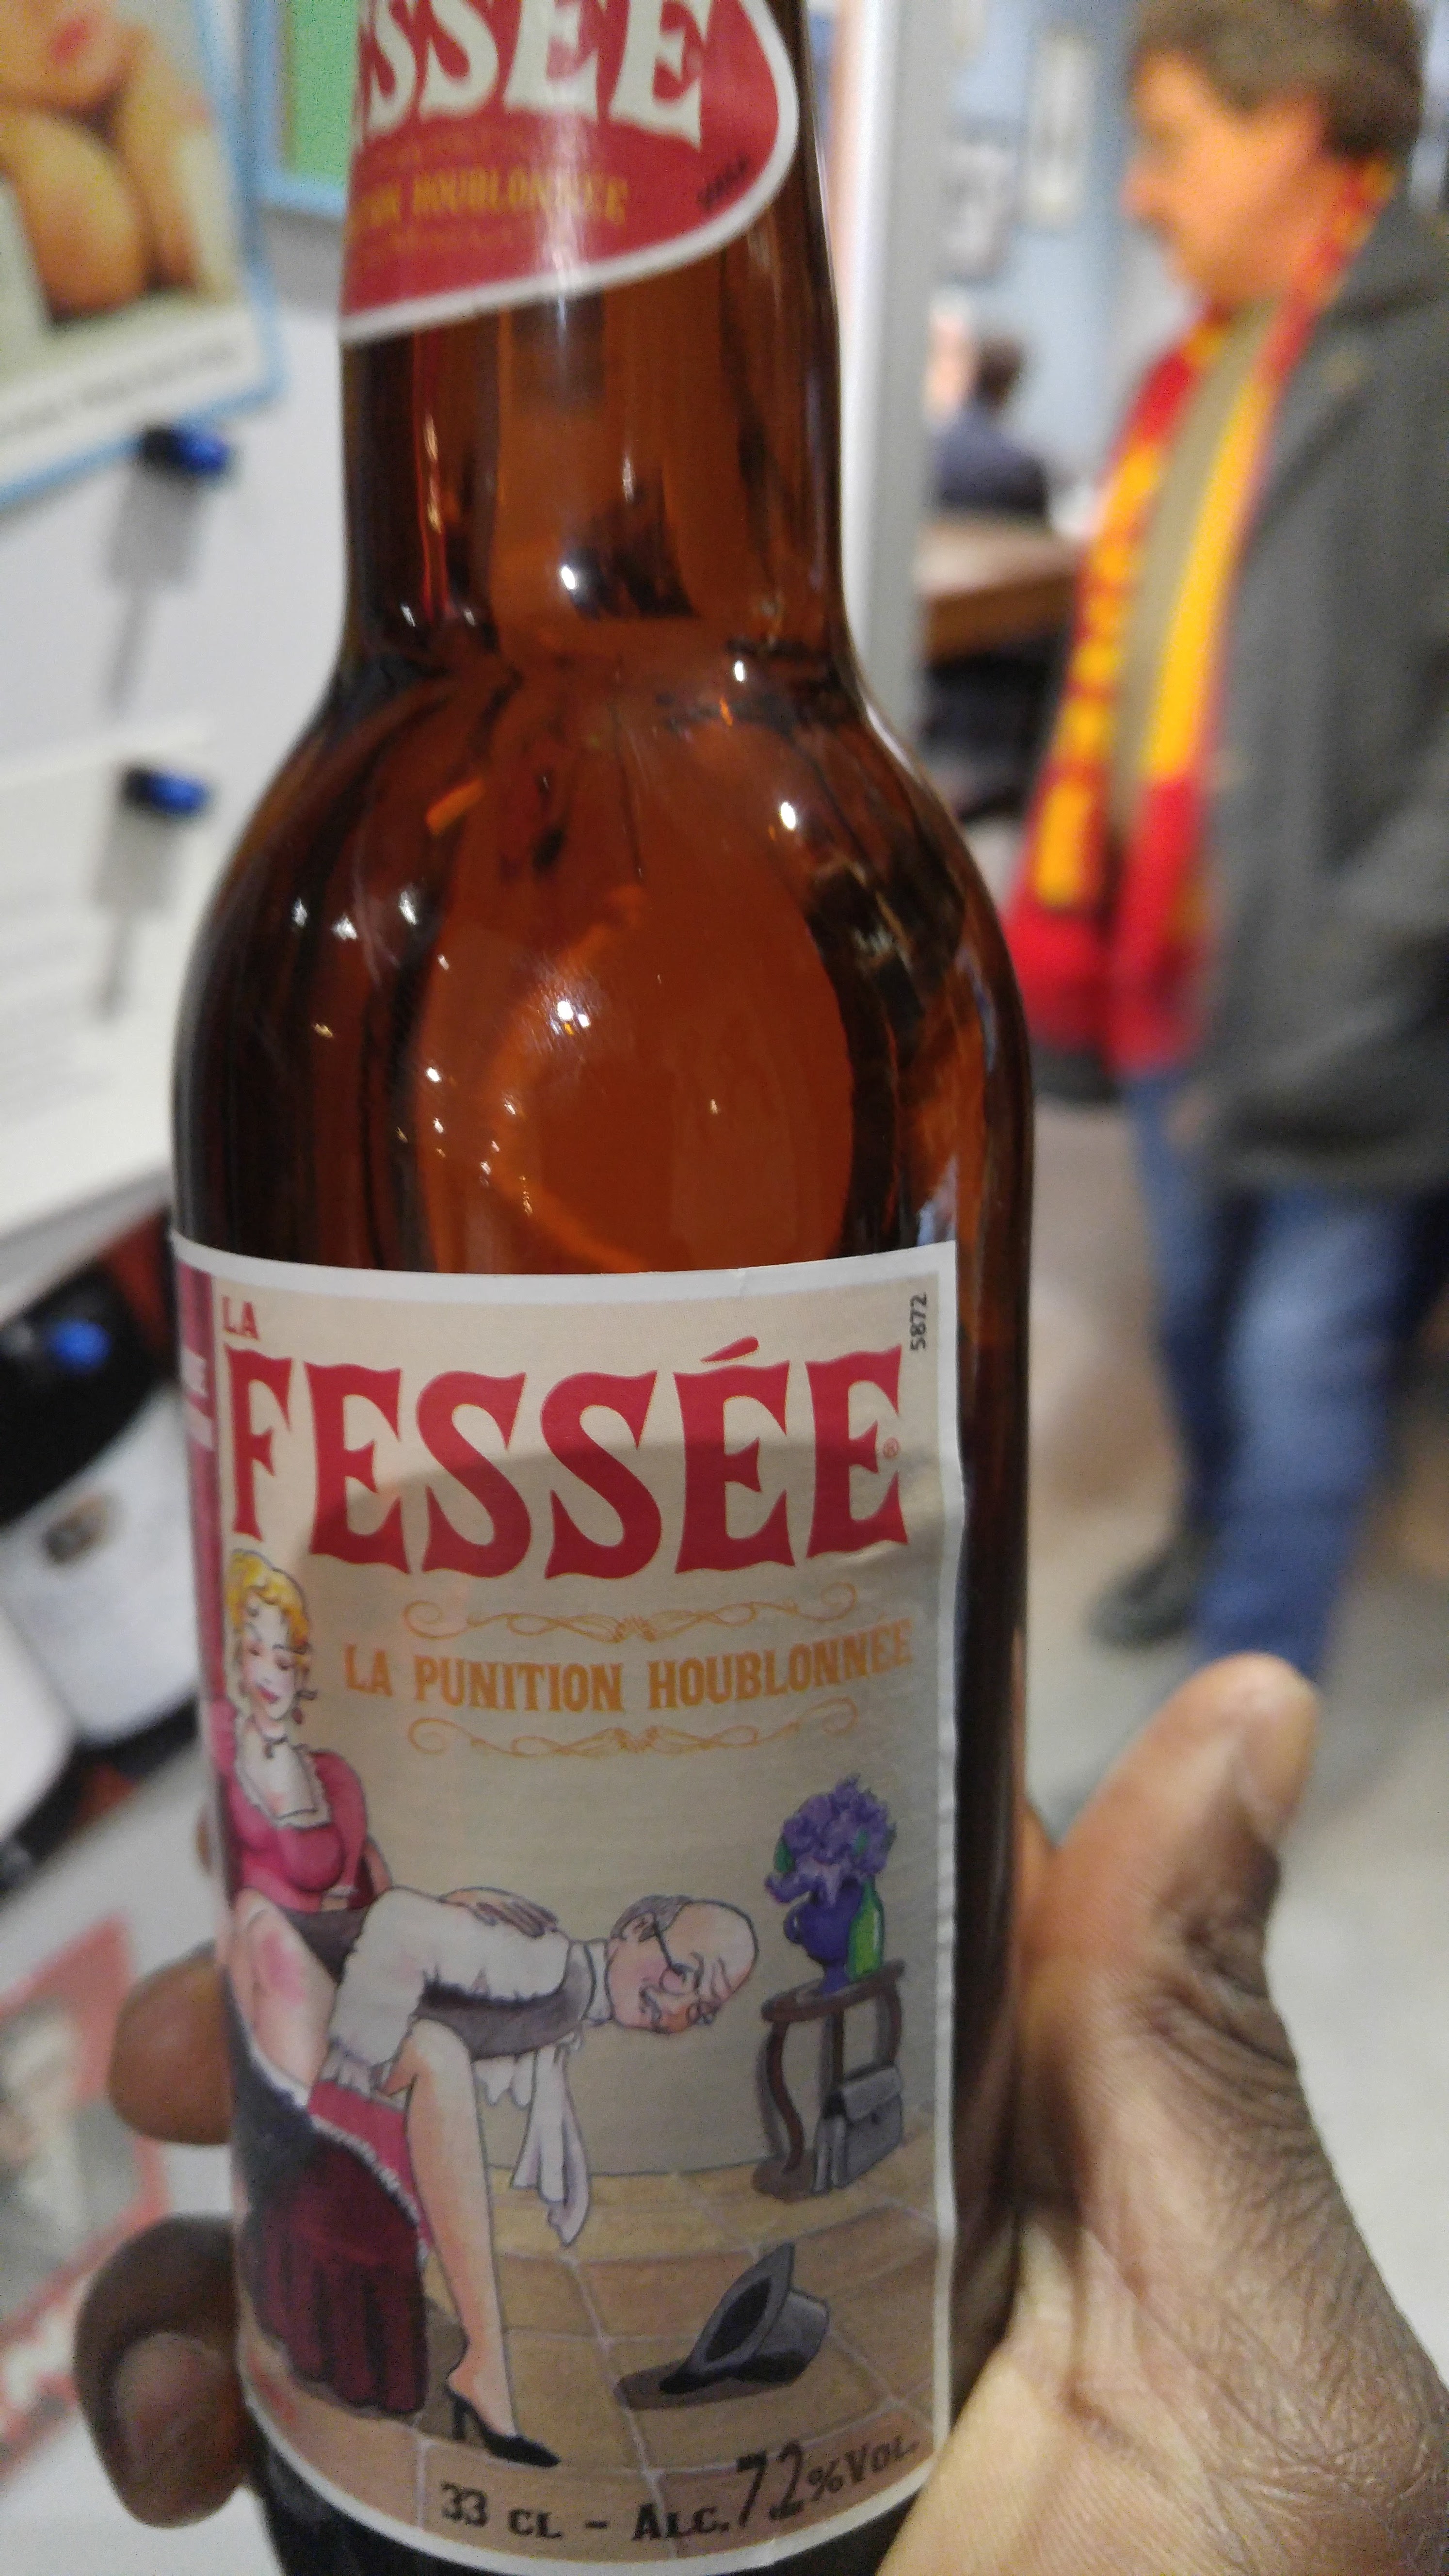 SSÉE
HOUBLONNÉE
LA
FESSÉE®
5872
LA PUNITION HOUBLONNÉE
33 CL - ALC. 7.2% VOL.